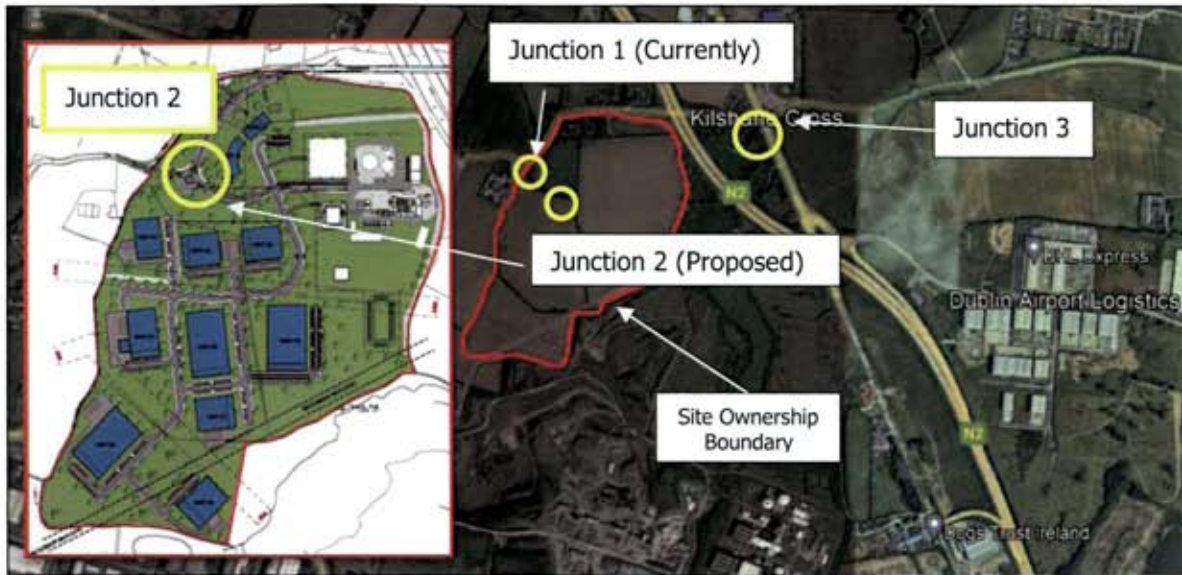 Junction 2
Junction 1 (Currently)
Kilshane Cross
Junction 3
N2
Junction 2 (Proposed)
DHL Express
Dublin Airport Logistics
Site Ownership
Boundary
N2
Dogs Trust Ireland